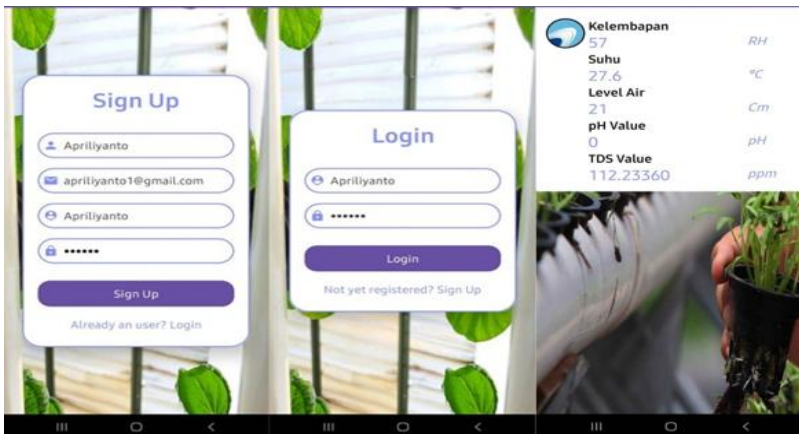 Sign Up
Apriliyanto
apriliyanto1@gmail.com
Apriliyanto
••••••
Sign Up
Already an user? Login
Login
Apriliyanto
••••••
Login
Not yet registered? Sign Up
Kelembapan
57 RH
Suhu
27.6 °C
Level Air
21 Cm
pH Value
0 pH
TDS Value
112.23360 ppm